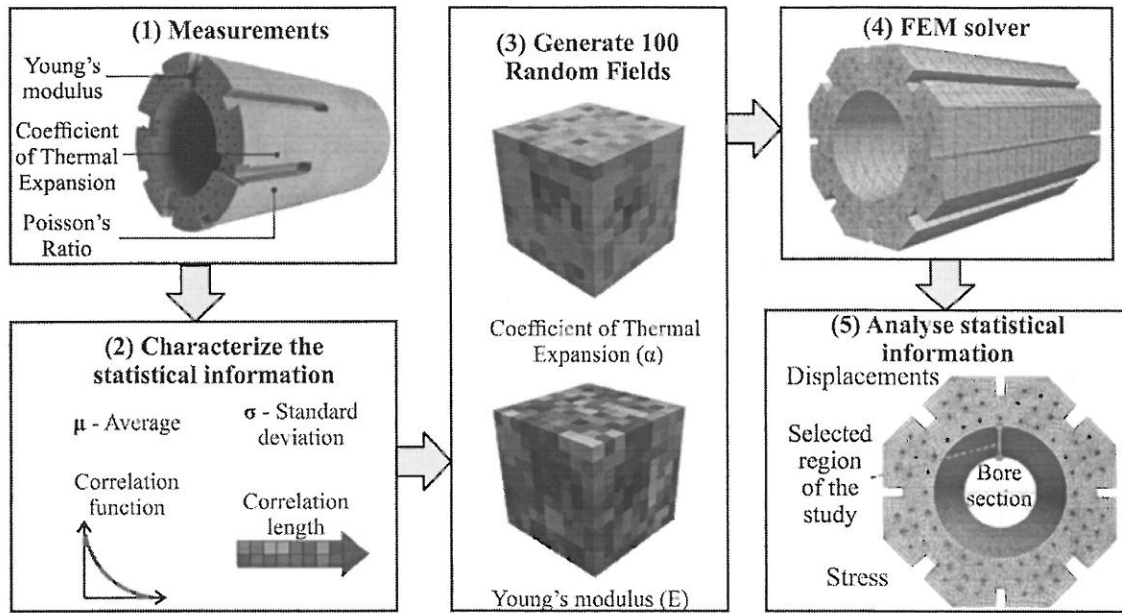 (1) Measurements
Young's
modulus
Coefficient
of Thermal
Expansion
Poisson's
Ratio
(2) Characterize the
statistical information
μ - Average
σ - Standard
deviation
Correlation
function
Correlation
length
(3) Generate 100
Random Fields
Coefficient of Thermal
Expansion (α)
Young's modulus (E)
(4) FEM solver
(5) Analyse statistical
information
Displacements
Selected
region
of the
study
Bore
section
Stress